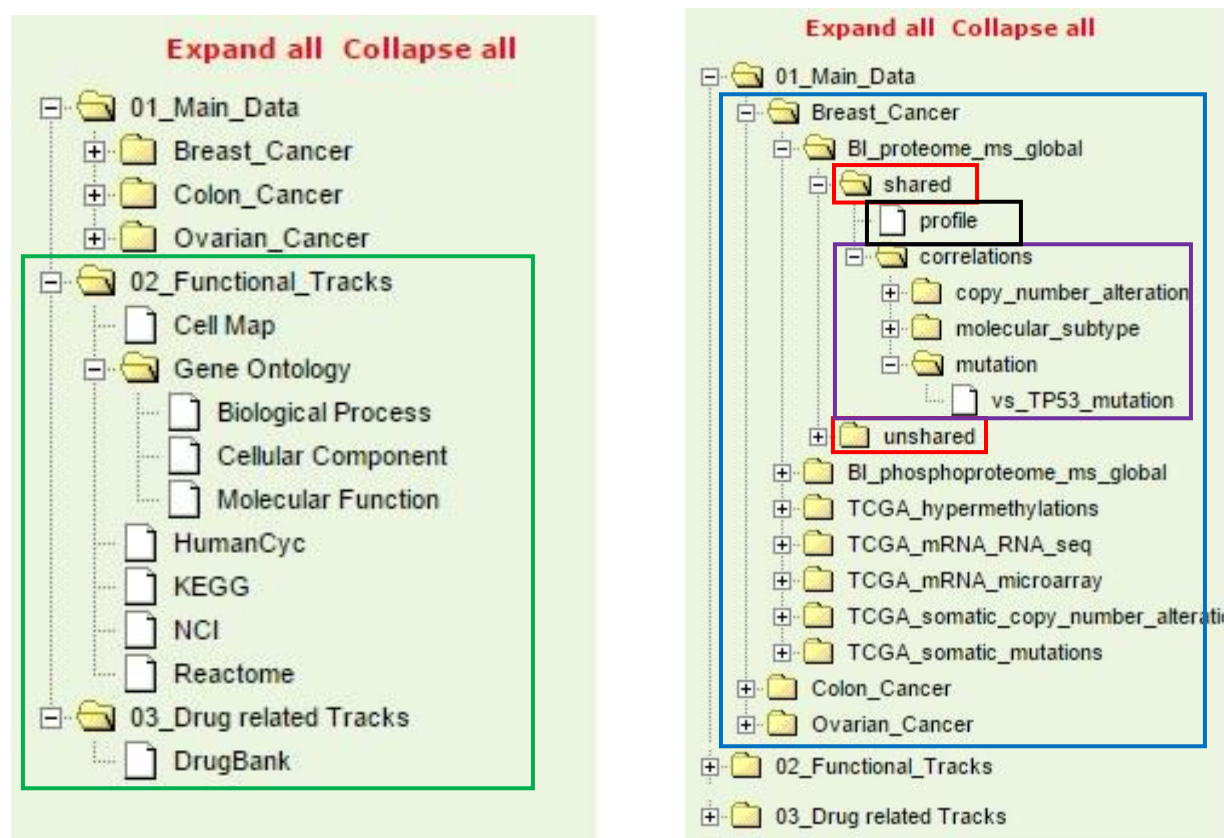 Expand all Collapse all
01_Main_Data
Breast_Cancer
Colon_Cancer
Ovarian_Cancer
02_Functional_Tracks
Cell Map
Gene Ontology
Biological Process
Cellular Component
Molecular Function
HumanCyc
KEGG
NCI
Reactome
03_Drug related Tracks
DrugBank
Expand all Collapse all
01_Main_Data
Breast_Cancer
BI_proteome_ms_global
shared
profile
correlations
copy_number_alteration
molecular_subtype
mutation
vs_TP53_mutation
unshared
BI_phosphoproteome_ms_global
TCGA_hypermethylations
TCGA_mRNA_RNA_seq
TCGA_mRNA_microarray
TCGA_somatic_copy_number_alterati
TCGA_somatic_mutations
Colon_Cancer
Ovarian_Cancer
02_Functional_Tracks
03_Drug related Tracks